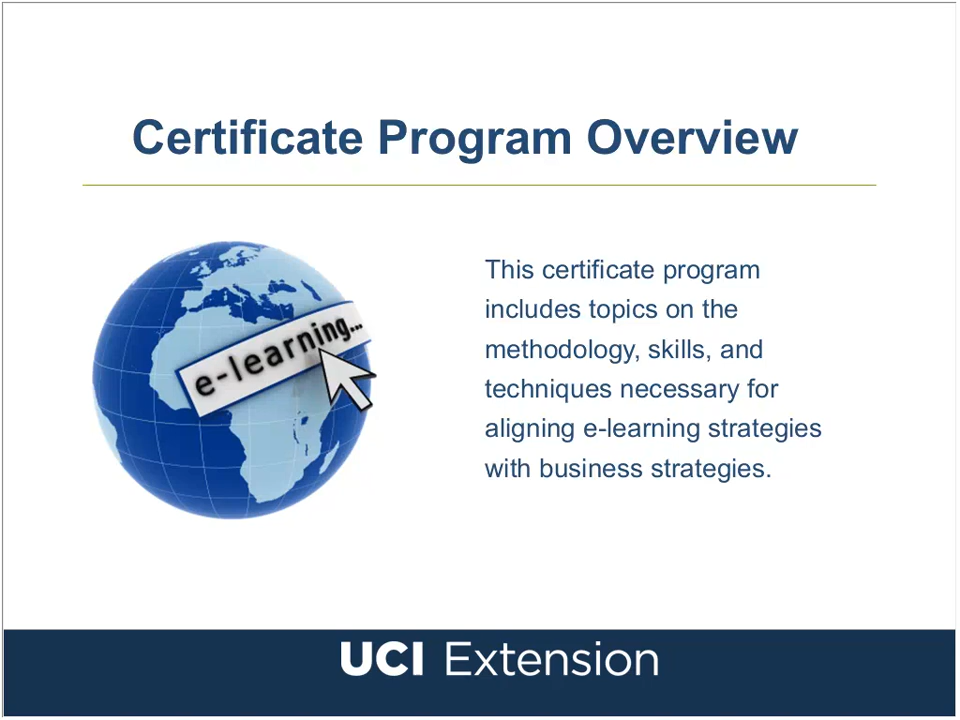 Certificate Program Overview
e-learning...
This certificate program
includes topics on the
methodology, skills, and
techniques necessary for
aligning e-learning strategies
with business strategies.
UCI Extension